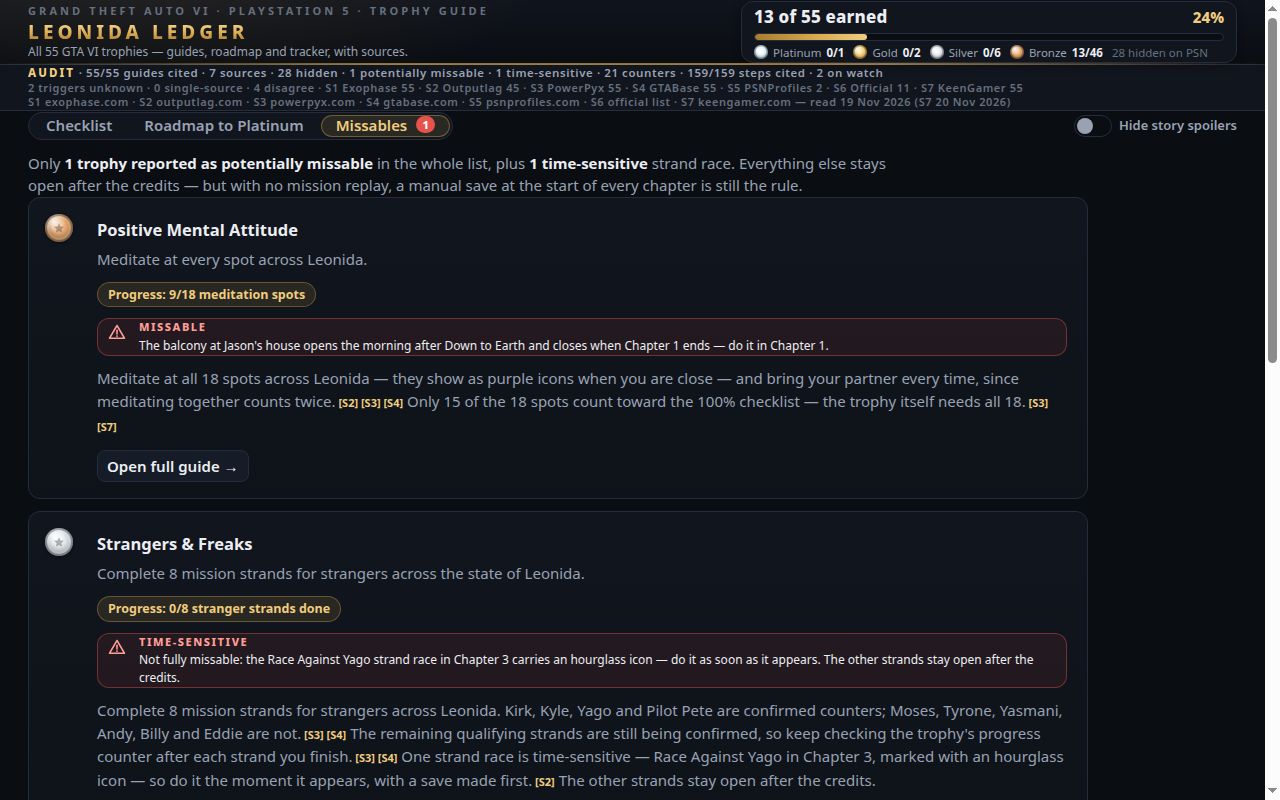 GRAND THEFT AUTO VI · PLAYSTATION 5 · TROPHY GUIDE
LEONIDA LEDGER
All 55 GTA VI trophies — guides, roadmap and tracker, with sources.
13 of 55 earned 24%
Platinum 0/1 Gold 0/2 Silver 0/6 Bronze 13/46 28 hidden on PSN
AUDIT · 55/55 guides cited · 7 sources · 28 hidden · 1 potentially missable · 1 time-sensitive · 21 counters · 159/159 steps cited · 2 on watch
2 triggers unknown · 0 single-source · 4 disagree · S1 Exophase 55 · S2 Outputlag 45 · S3 PowerPyx 55 · S4 GTABase 55 · S5 PSNProfiles 2 · S6 Official 11 · S7 KeenGamer 55
S1 exophase.com · S2 outputlag.com · S3 powerpyx.com · S4 gtabase.com · S5 psnprofiles.com · S6 official list · S7 keengamer.com — read 19 Nov 2026 (S7 20 Nov 2026)
Checklist Roadmap to Platinum Missables 1 Hide story spoilers
Only 1 trophy reported as potentially missable in the whole list, plus 1 time-sensitive strand race. Everything else stays
open after the credits — but with no mission replay, a manual save at the start of every chapter is still the rule.
Positive Mental Attitude
Meditate at every spot across Leonida.
Progress: 9/18 meditation spots
MISSABLE
The balcony at Jason's house opens the morning after Down to Earth and closes when Chapter 1 ends — do it in Chapter 1.
Meditate at all 18 spots across Leonida — they show as purple icons when you are close — and bring your partner every time, since
meditating together counts twice. [S2] [S3] [S4] Only 15 of the 18 spots count toward the 100% checklist — the trophy itself needs all 18. [S3]
[S7]
Open full guide →
Strangers & Freaks
Complete 8 mission strands for strangers across the state of Leonida.
Progress: 0/8 stranger strands done
TIME-SENSITIVE
Not fully missable: the Race Against Yago strand race in Chapter 3 carries an hourglass icon — do it as soon as it appears. The other strands stay open after the
credits.
Complete 8 mission strands for strangers across Leonida. Kirk, Kyle, Yago and Pilot Pete are confirmed counters; Moses, Tyrone, Yasmani,
Andy, Billy and Eddie are not. [S3] [S4] The remaining qualifying strands are still being confirmed, so keep checking the trophy's progress
counter after each strand you finish. [S3] [S4] One strand race is time-sensitive — Race Against Yago in Chapter 3, marked with an hourglass
icon — so do it the moment it appears, with a save made first. [S2] The other strands stay open after the credits.